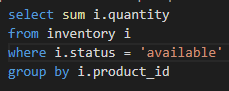 select sum i.quantity
from inventory i
where i.status = 'available'
group by i.product_id